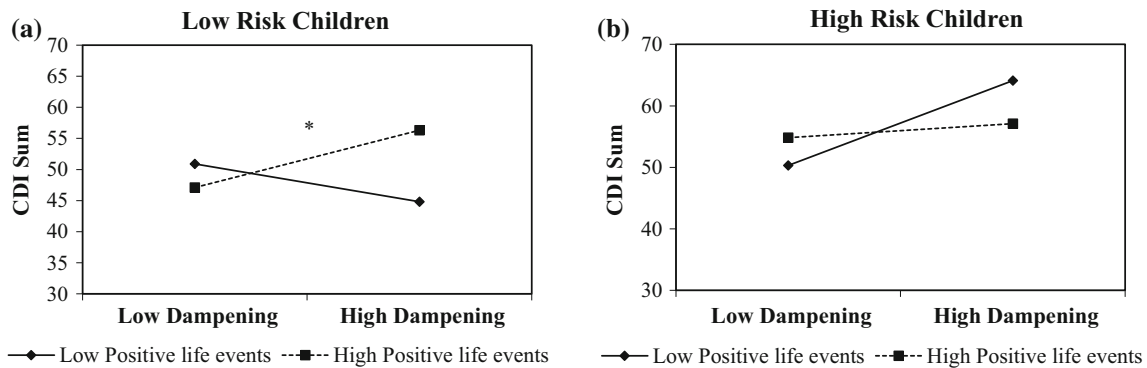 (a)
Low Risk Children
70
65
60
55
50
45
40
35
30
CDI Sum
*
Low Dampening High Dampening
Low Positive life events High Positive life events
(b)
High Risk Children
70
60
50
40
30
CDI Sum
Low Dampening High Dampening
Low Positive life events High Positive life events